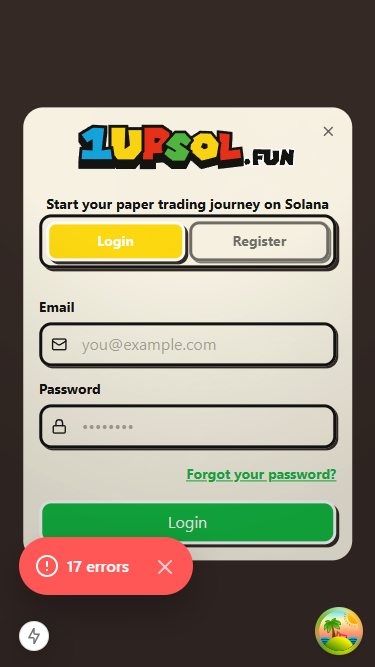 1UPSOL.FUN
Start your paper trading journey on Solana
Login
Register
Email
you@example.com
Password
••••••••
Forgot your password?
Login
17 errors